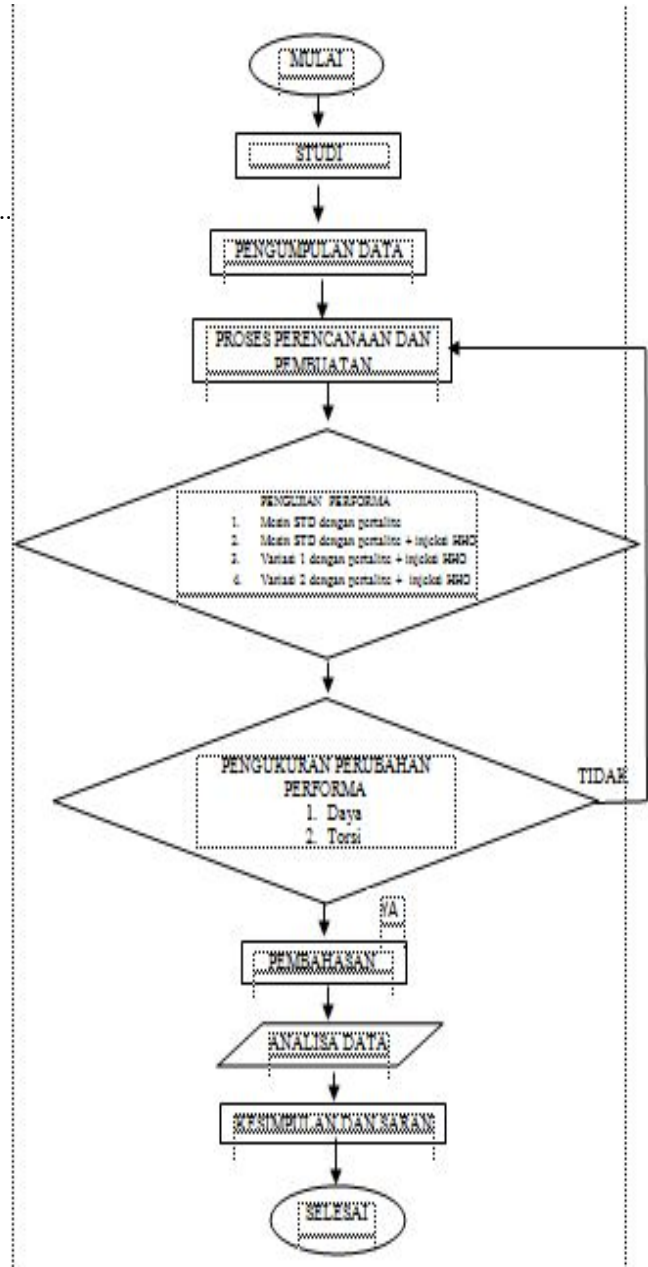 MULAI
STUDI
PENGUMPULAN DATA
PROSES PERENCANAAN DAN
PEMBUATAN
PENGUJIAN PERFORMA
1. Mesin STD dengan pertalite
2. Mesin STD dengan pertalite + injeksi HHO
3. Variasi 1 dengan pertalite + injeksi HHO
4. Variasi 2 dengan pertalite + injeksi HHO
PENGUKURAN PERUBAHAN
PERFORMA
1. Daya
2. Torsi
TIDAK
YA
PEMBAHASAN
ANALISA DATA
KESIMPULAN DAN SARAN
SELESAI